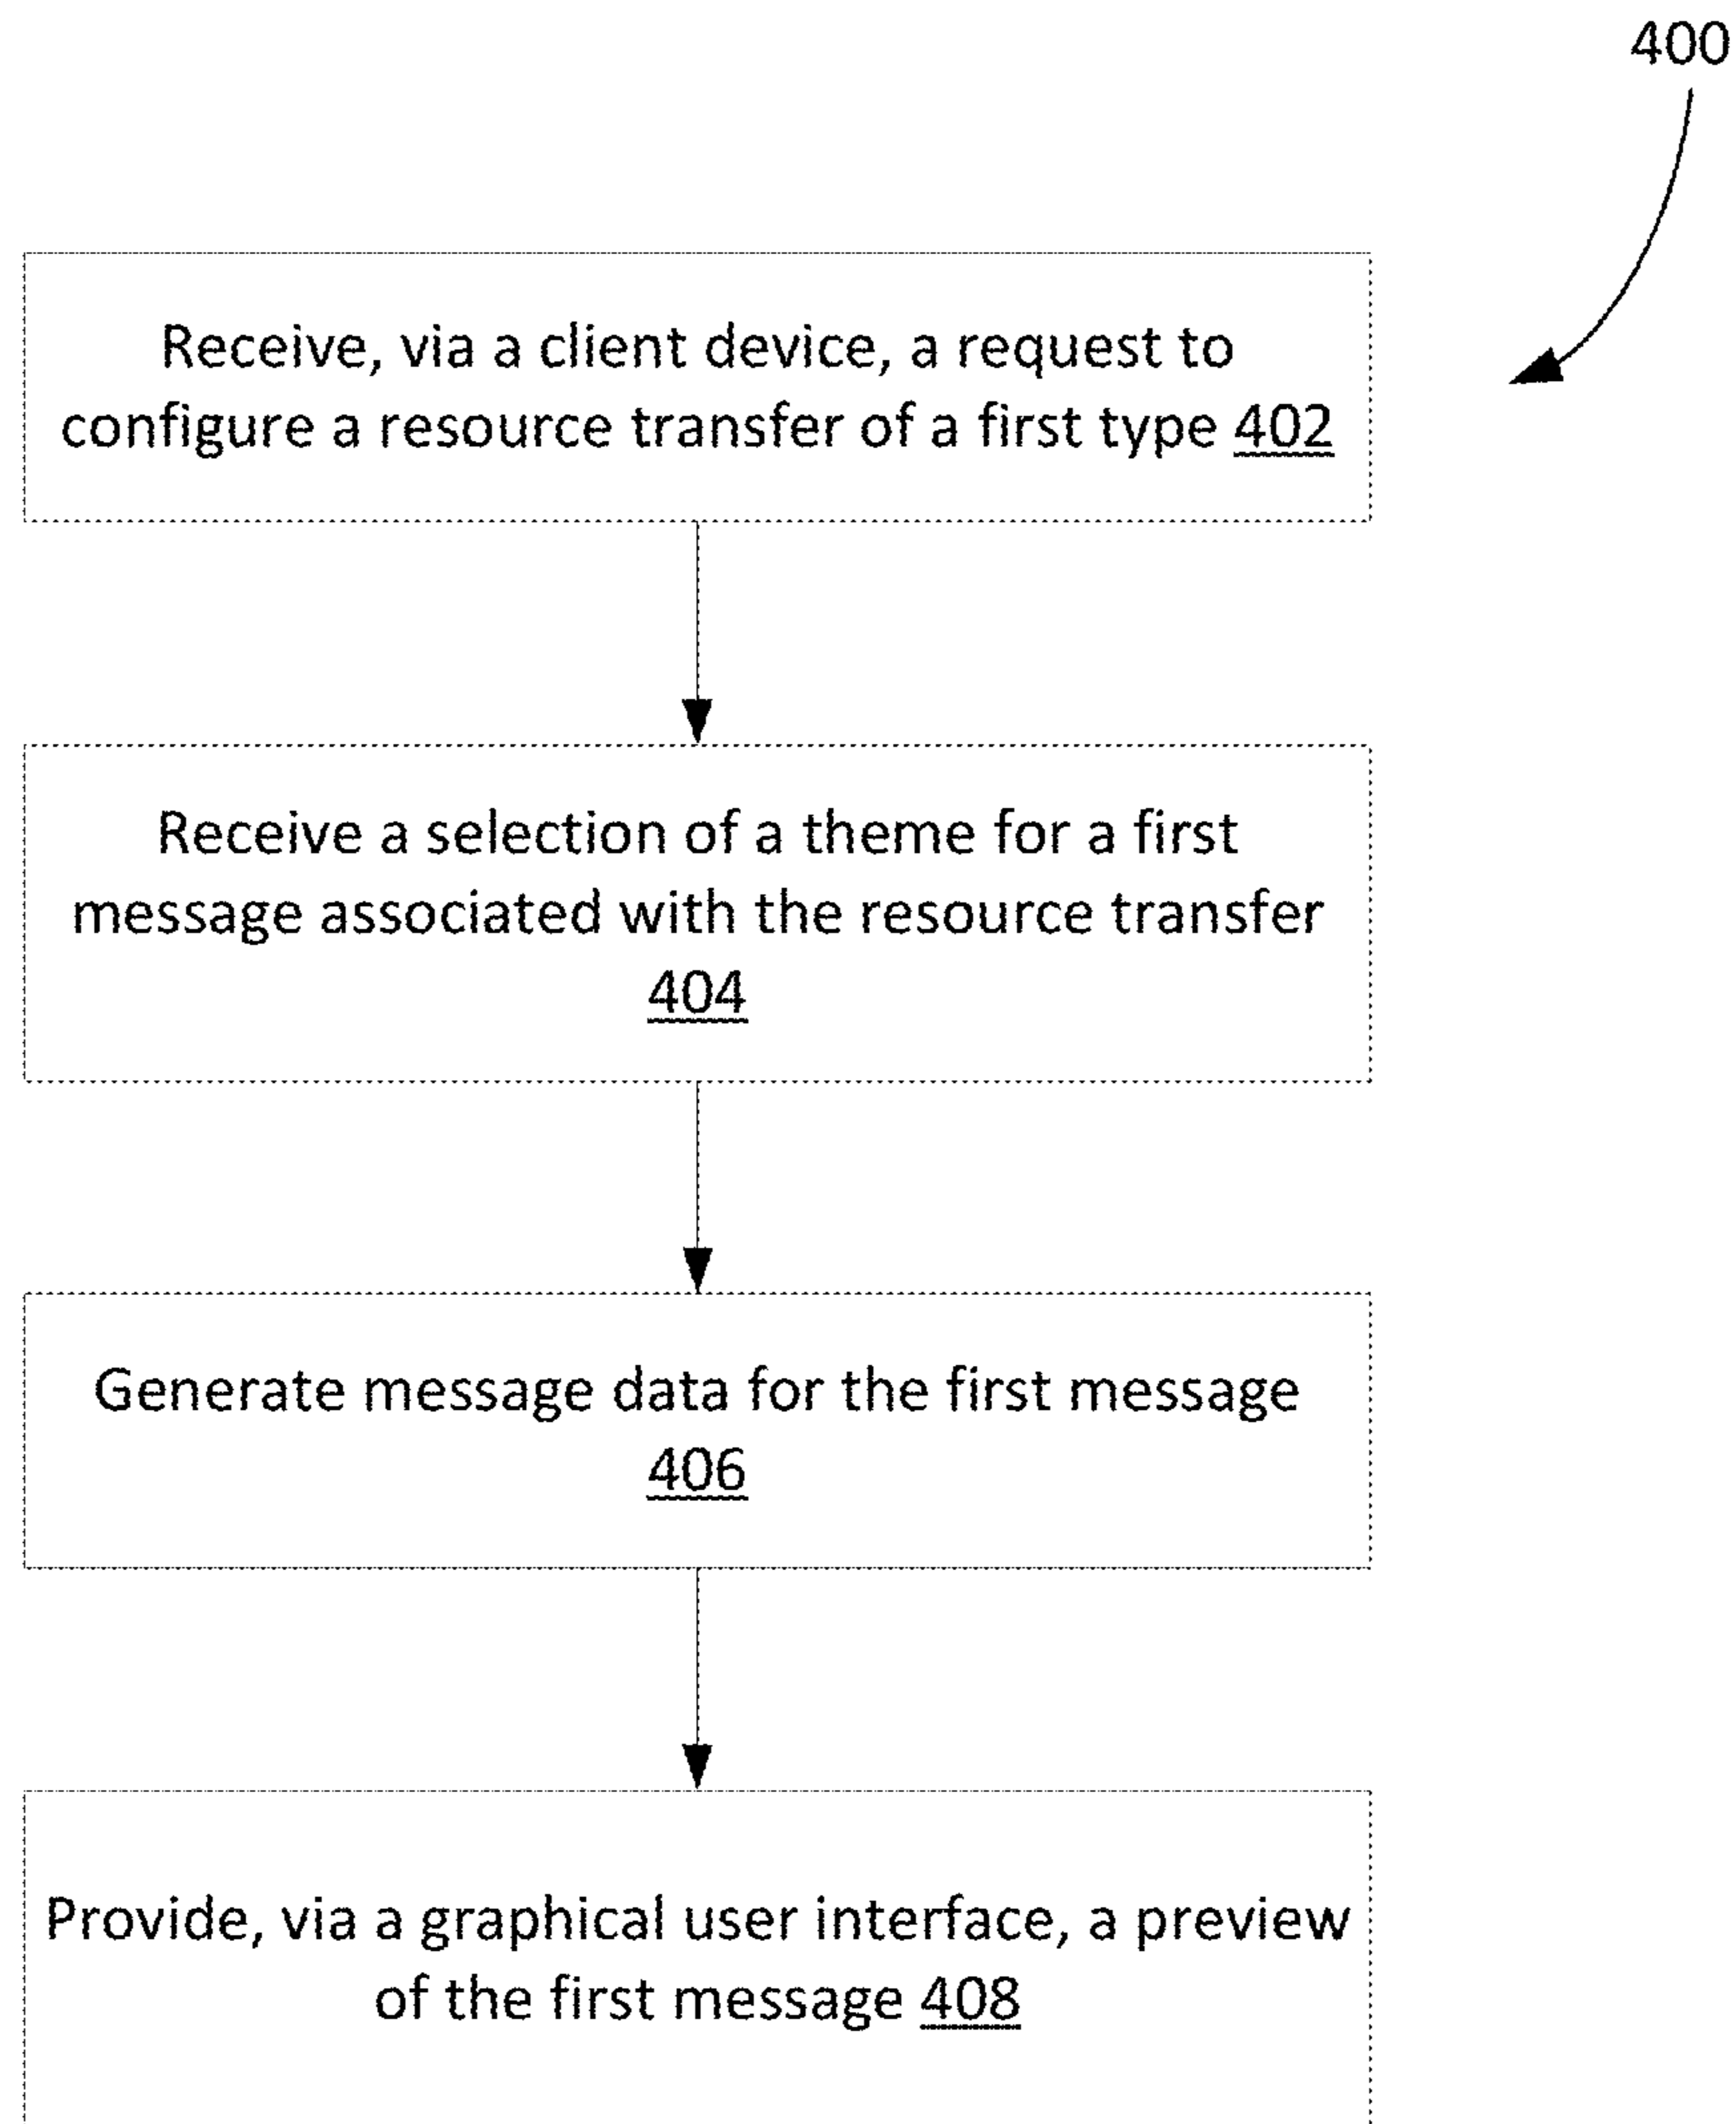 400
Receive, via a client device, a request to
configure a resource transfer of a first type 402
Receive a selection of a theme for a first
message associated with the resource transfer
404
Generate message data for the first message
406
Provide, via a graphical user interface, a preview
of the first message 408